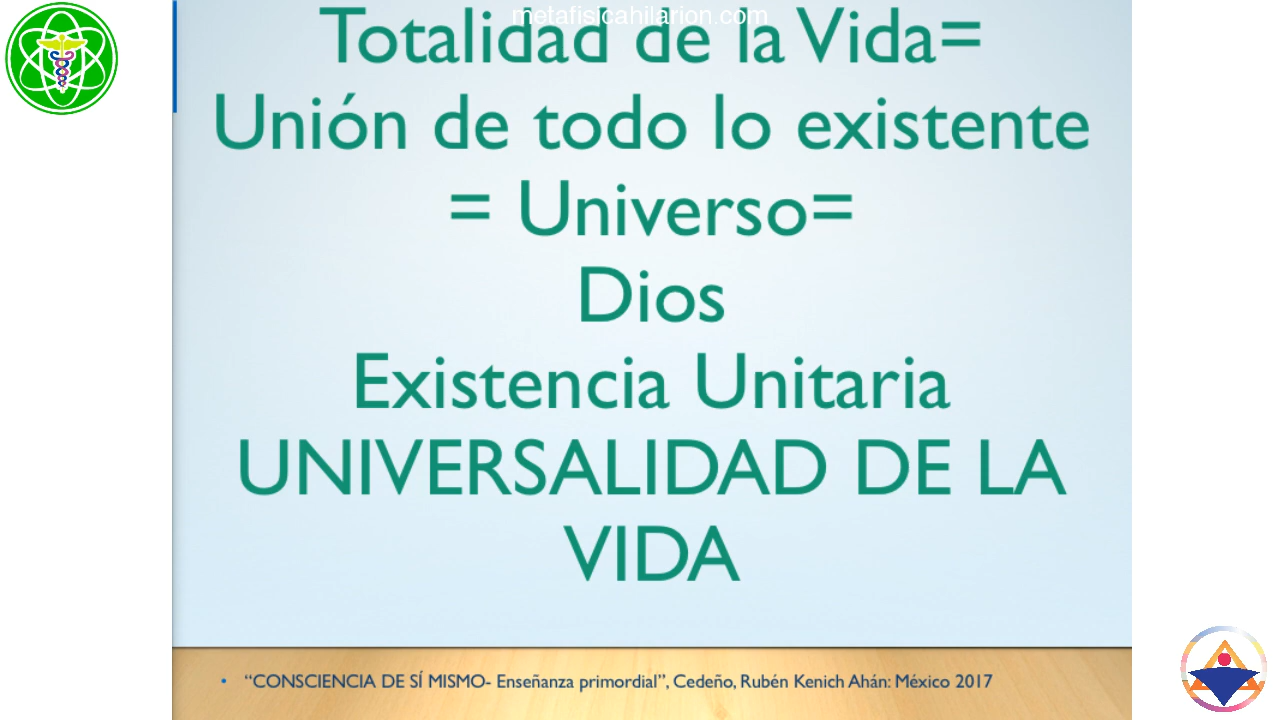 metafisicahilarion.com
Totalidad de la Vida=
Unión de todo lo existente
= Universo=
Dios
Existencia Unitaria
UNIVERSALIDAD DE LA
VIDA
• “CONSCIENCIA DE SÍ MISMO- Enseñanza primordial”, Cedeño, Rubén Kenich Ahán: México 2017